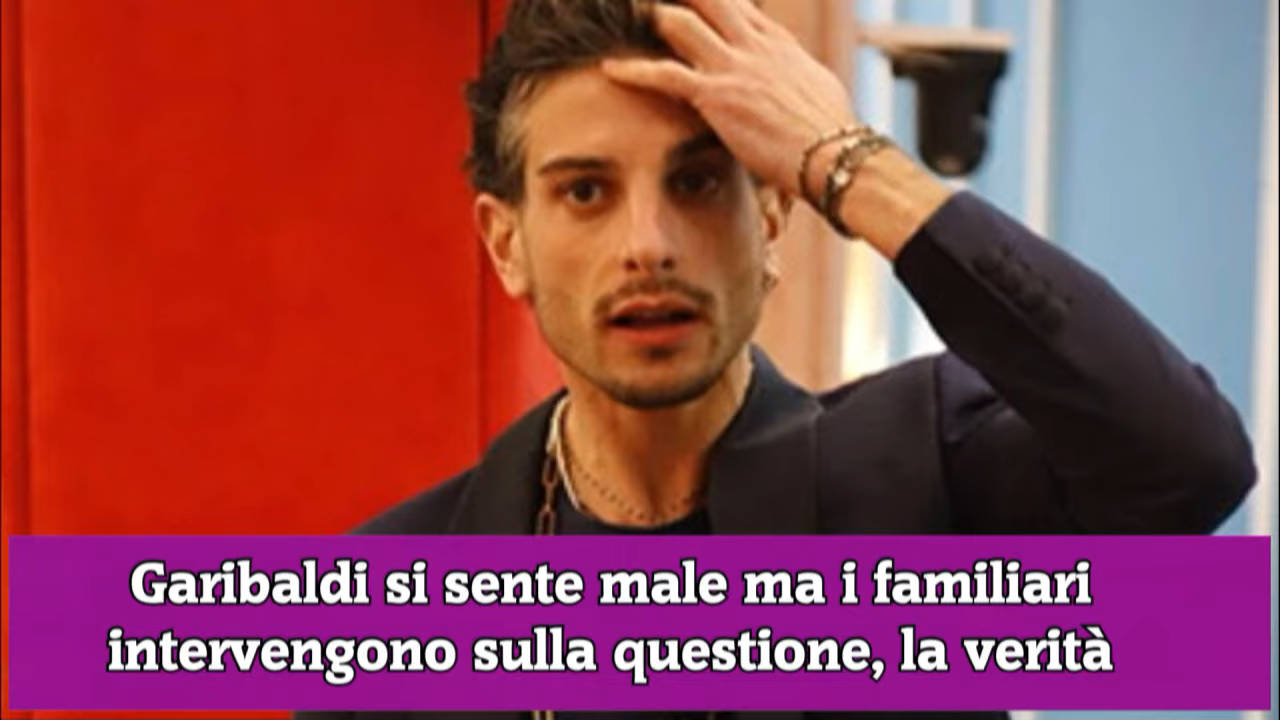 Garibaldi si sente male ma i familiari
intervengono sulla questione, la verità